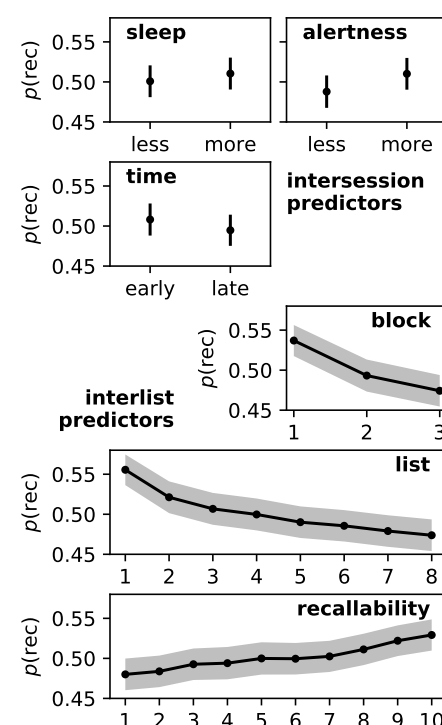 sleep
alertness
p(rec)
0.55
0.50
0.45
less more
less more
time
p(rec)
0.55
0.50
0.45
early late
intersession
predictors
block
p(rec)
0.55
0.50
0.45
1 2 3
interlist
predictors
list
p(rec)
0.55
0.50
0.45
1 2 3 4 5 6 7 8
recallability
p(rec)
0.55
0.50
0.45
1 2 3 4 5 6 7 8 9 10